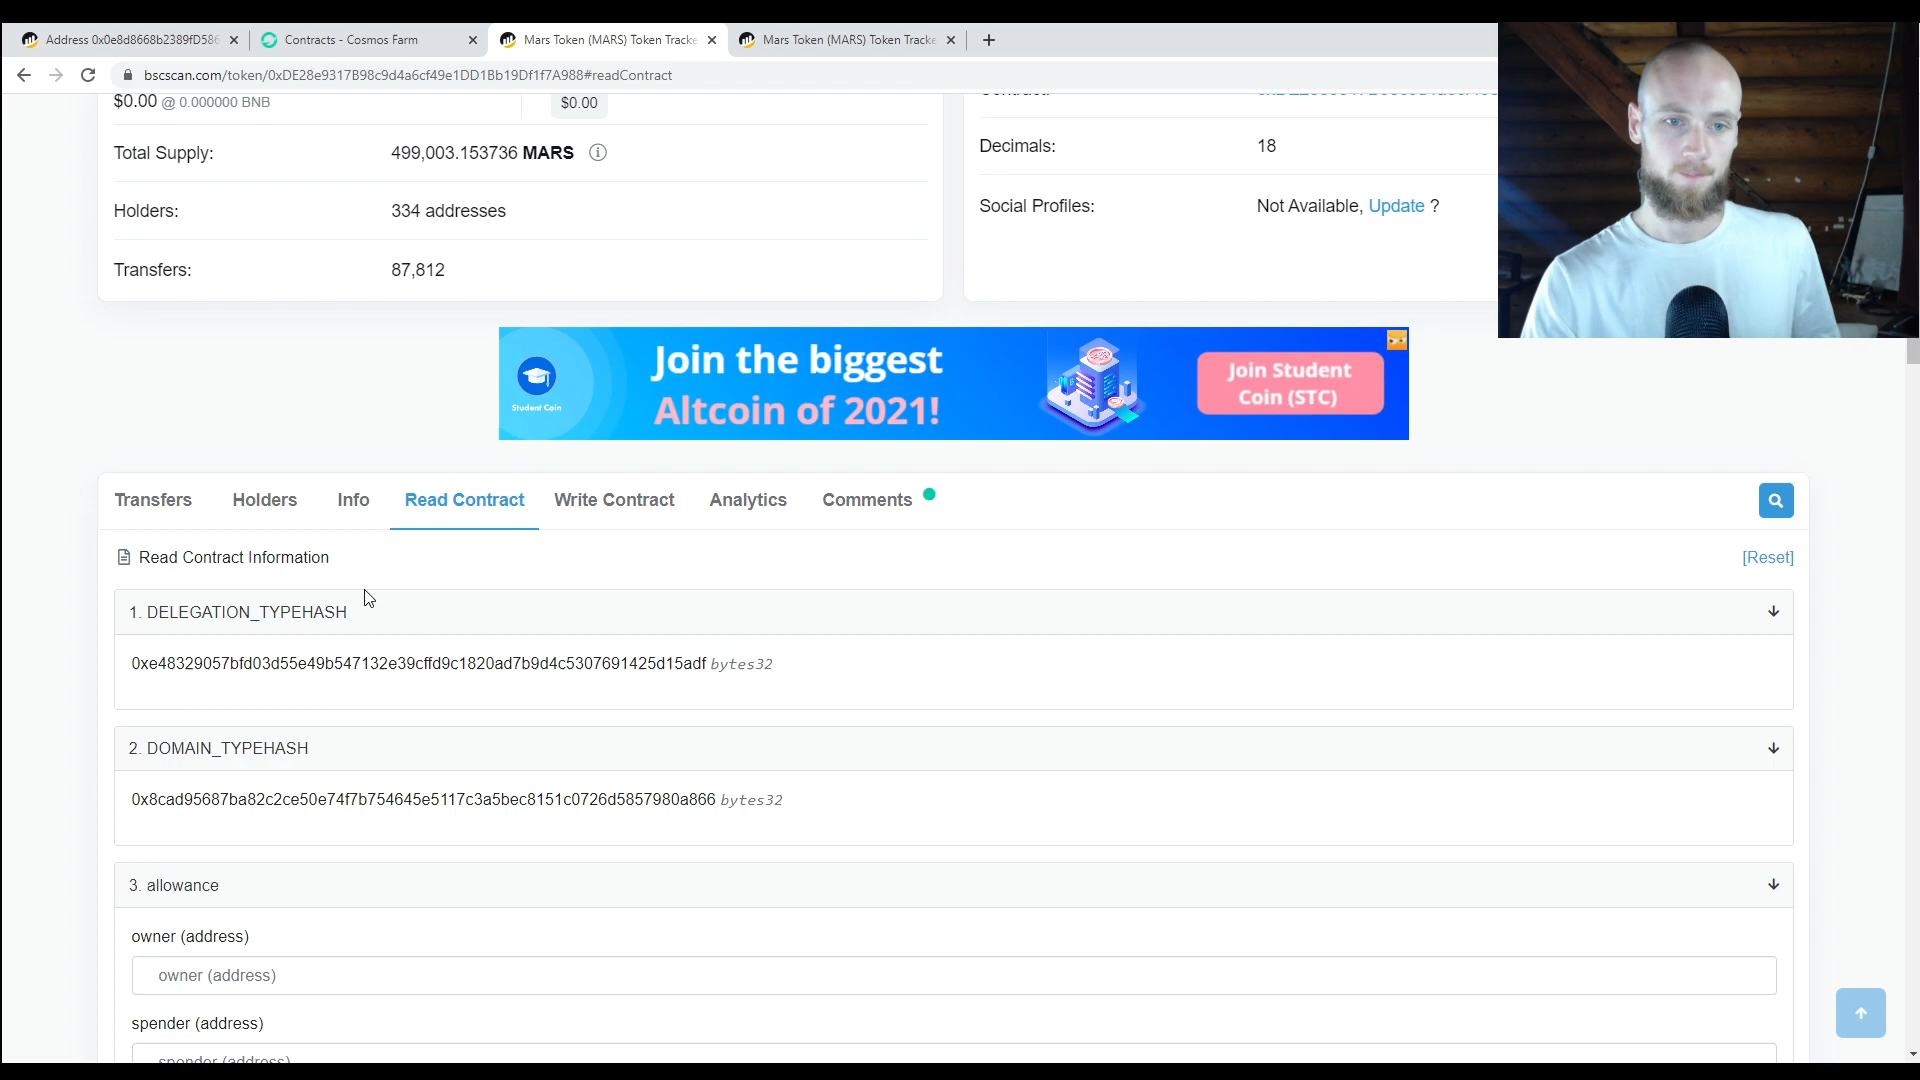 Address 0x0e8d8668b2389fD586
Contracts - Cosmos Farm
Mars Token (MARS) Token Tracke
Mars Token (MARS) Token Tracke
bscscan.com/token/0xDE28e9317B98c9d4a6cf49e1DD1Bb19Df1f7A988#readContract
$0.00 @ 0.000000 BNB
$0.00
Total Supply:
499,003.153736 MARS
Holders:
334 addresses
Transfers:
87,812
Decimals:
18
Social Profiles:
Not Available, Update ?
Student Coin
Join the biggest
Altcoin of 2021!
Join Student
Coin (STC)
Transfers
Holders
Info
Read Contract
Write Contract
Analytics
Comments
Read Contract Information
[Reset]
1. DELEGATION_TYPEHASH
0xe48329057bfd03d55e49b547132e39cffd9c1820ad7b9d4c5307691425d15adf bytes32
2. DOMAIN_TYPEHASH
0x8cad95687ba82c2ce50e74f7b754645e5117c3a5bec8151c0726d5857980a866 bytes32
3. allowance
owner (address)
owner (address)
spender (address)
spender (address)